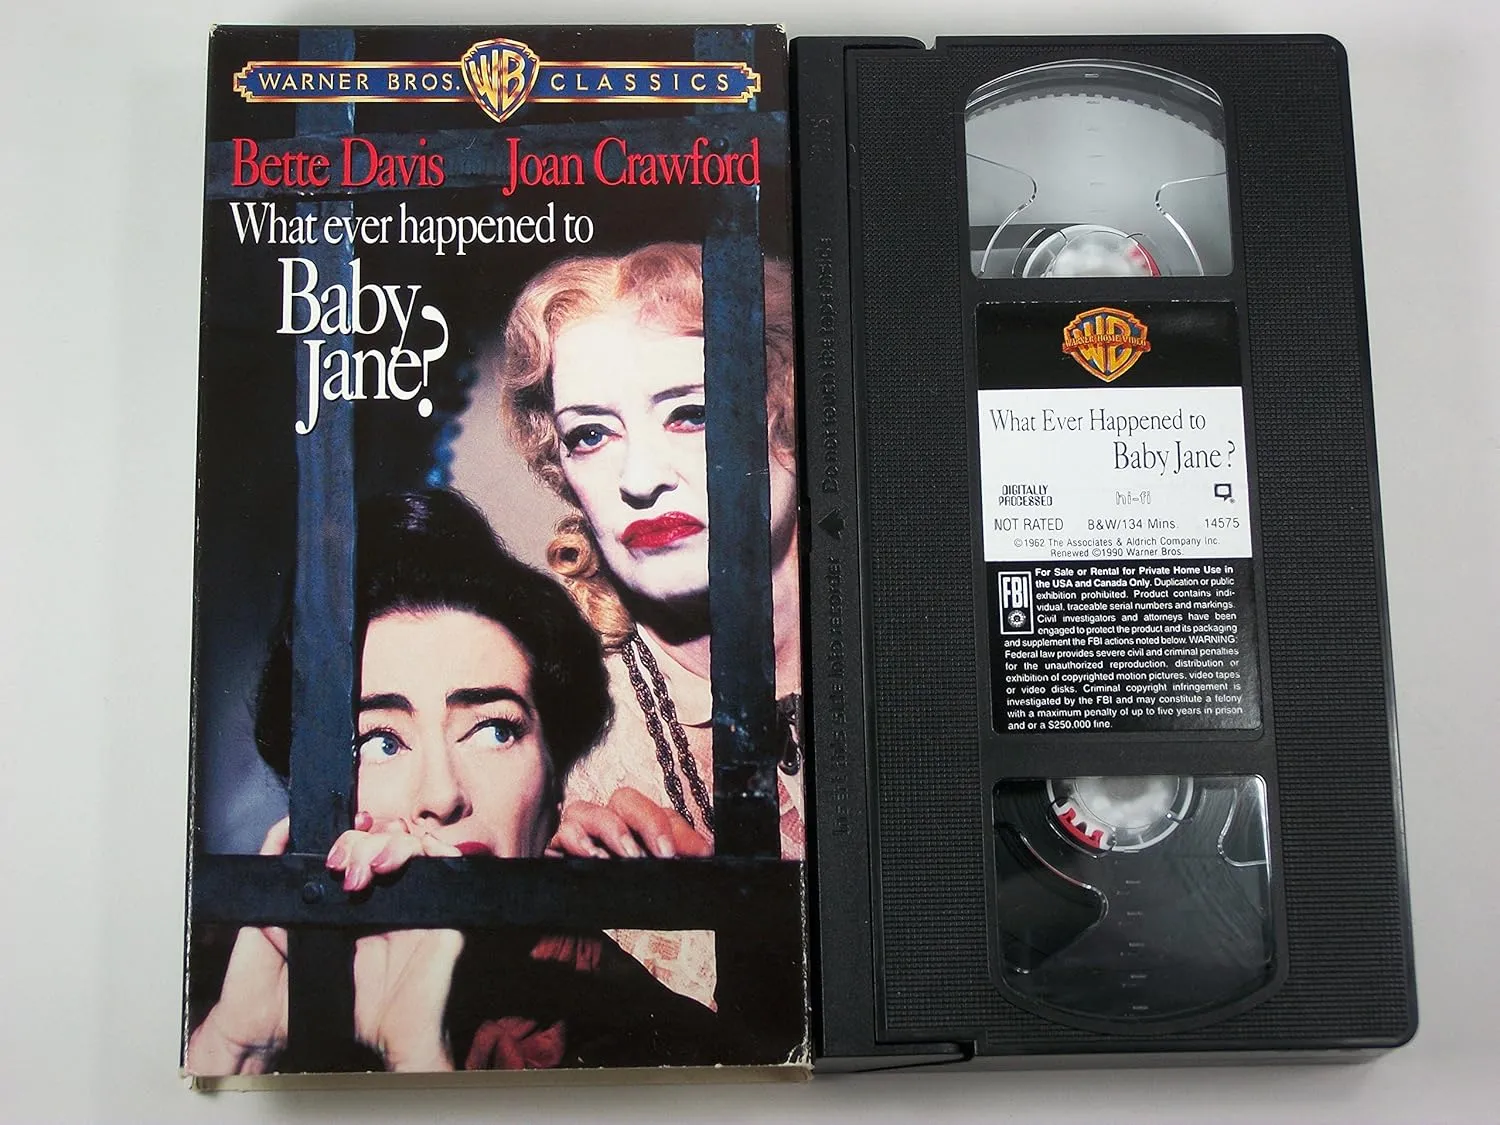 WARNER BROS. WB CLASSICS
Bette Davis Joan Crawford
What ever happened to
Baby
Jane?
Do not touch the tape inside
Insert this side into recorder
WB
WARNER HOME VIDEO
What Ever Happened to
Baby Jane?
DIGITALLY
PROCESSED
hi-fi
NOT RATED B&W/134 Mins. 14575
©1962 The Associates & Aldrich Company Inc.
Renewed ©1990 Warner Bros.
FBI
For Sale or Rental for Private Home Use in
the USA and Canada Only. Duplication or public
exhibition prohibited. Product contains indi-
vidual, traceable serial numbers and markings.
Civil investigators and attorneys have been
engaged to protect the product and its packaging
and supplement the FBI actions noted below. WARNING:
Federal law provides severe civil and criminal penalties
for the unauthorized reproduction, distribution or
exhibition of copyrighted motion pictures, video tapes
or video disks. Criminal copyright infringement is
investigated by the FBI and may constitute a felony
with a maximum penalty of up to five years in prison
and or a $250,000 fine.